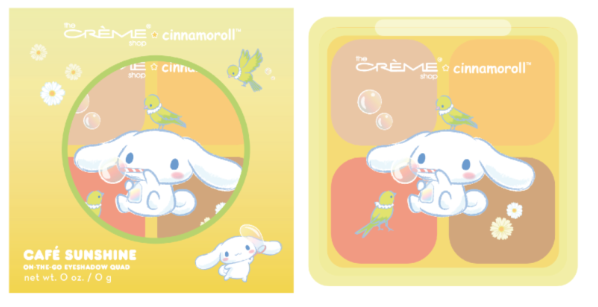 the CRÈME shop® cinnamoroll™
the CRÈME shop cinnamoroll
CAFÉ SUNSHINE
ON-THE-GO EYESHADOW QUAD
net wt. 0 oz. / 0 g
the CRÈME shop® cinnamoroll™